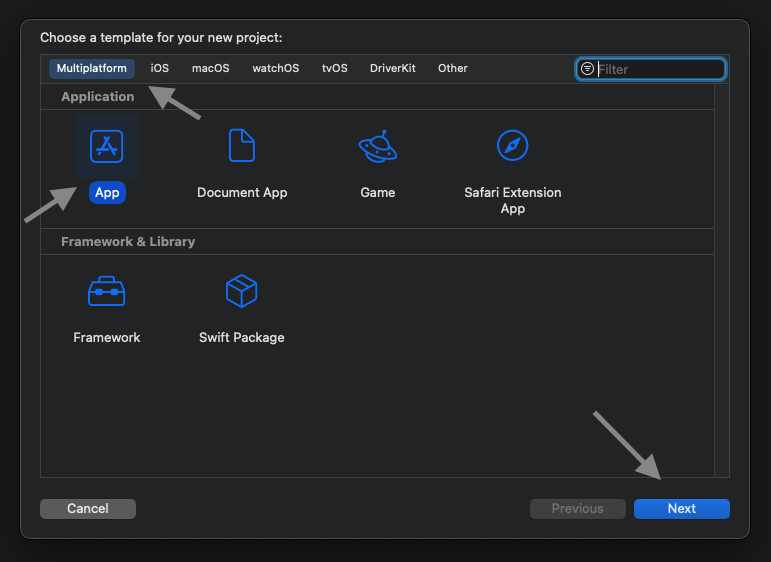 Choose a template for your new project:
Multiplatform iOS macOS watchOS tvOS DriverKit Other Filter
Application
App Document App Game Safari Extension
App
Framework & Library
Framework Swift Package
Cancel Previous Next